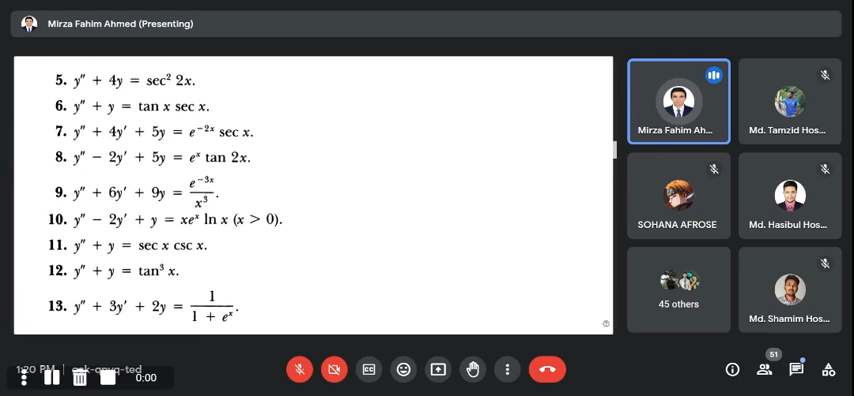 Mirza Fahim Ahmed (Presenting)
5. y″ + 4y = sec² 2x.
6. y″ + y = tan x sec x.
7. y″ + 4y′ + 5y = e⁻²ˣ sec x.
8. y″ − 2y′ + 5y = eˣ tan 2x.
9. y″ + 6y′ + 9y = e⁻³ˣ / x³.
10. y″ − 2y′ + y = xeˣ ln x (x > 0).
11. y″ + y = sec x csc x.
12. y″ + y = tan³ x.
13. y″ + 3y′ + 2y = 1 / (1 + eˣ).
Mirza Fahim Ah...
Md. Tamzid Hos...
SOHANA AFROSE
Md. Hasibul Hos...
45 others
Md. Shamim Hos...
1:20 PM
0:00
51